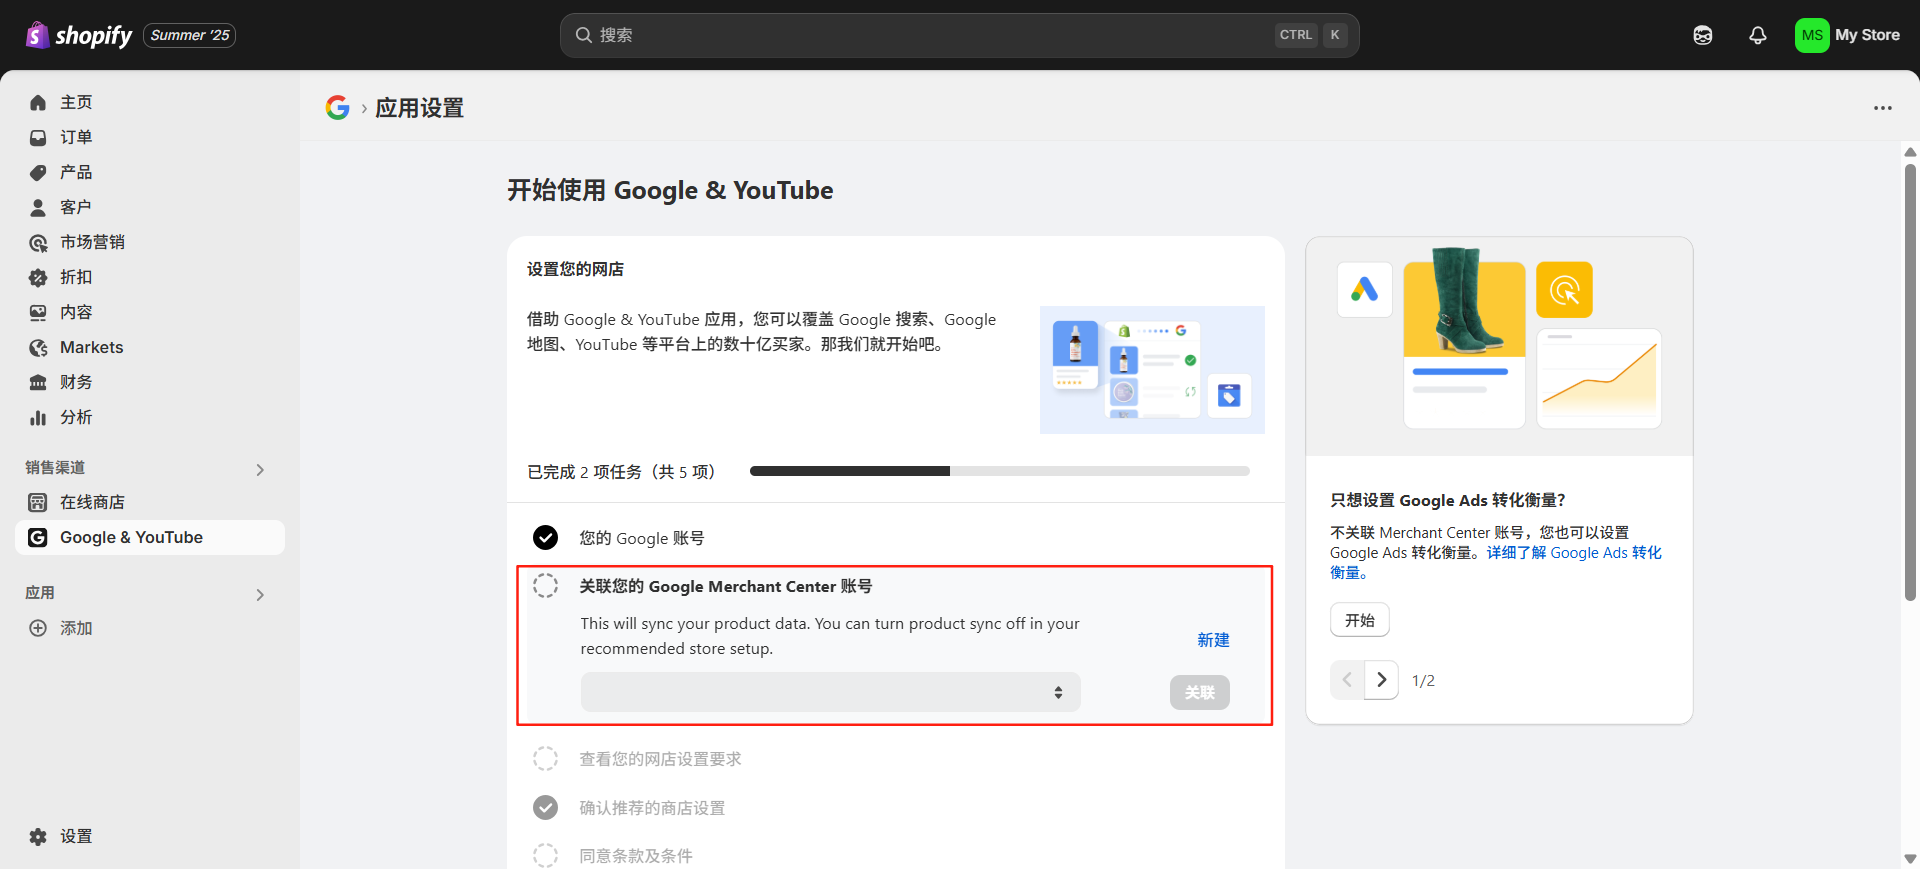 shopify
Summer '25
搜索
CTRL K
MS
My Store
主页
订单
产品
客户
市场营销
折扣
内容
Markets
财务
分析
销售渠道
在线商店
Google & YouTube
应用
添加
设置
应用设置
开始使用 Google & YouTube
设置您的网店
借助 Google & YouTube 应用，您可以覆盖 Google 搜索、Google
地图、YouTube 等平台上的数十亿买家。那我们就开始吧。
已完成 2 项任务（共 5 项）
您的 Google 账号
关联您的 Google Merchant Center 账号
This will sync your product data. You can turn product sync off in your
recommended store setup.
新建
关联
查看您的网店设置要求
确认推荐的商店设置
同意条款及条件
只想设置 Google Ads 转化衡量？
不关联 Merchant Center 账号，您也可以设置
Google Ads 转化衡量。详细了解 Google Ads 转化
衡量。
开始
1/2